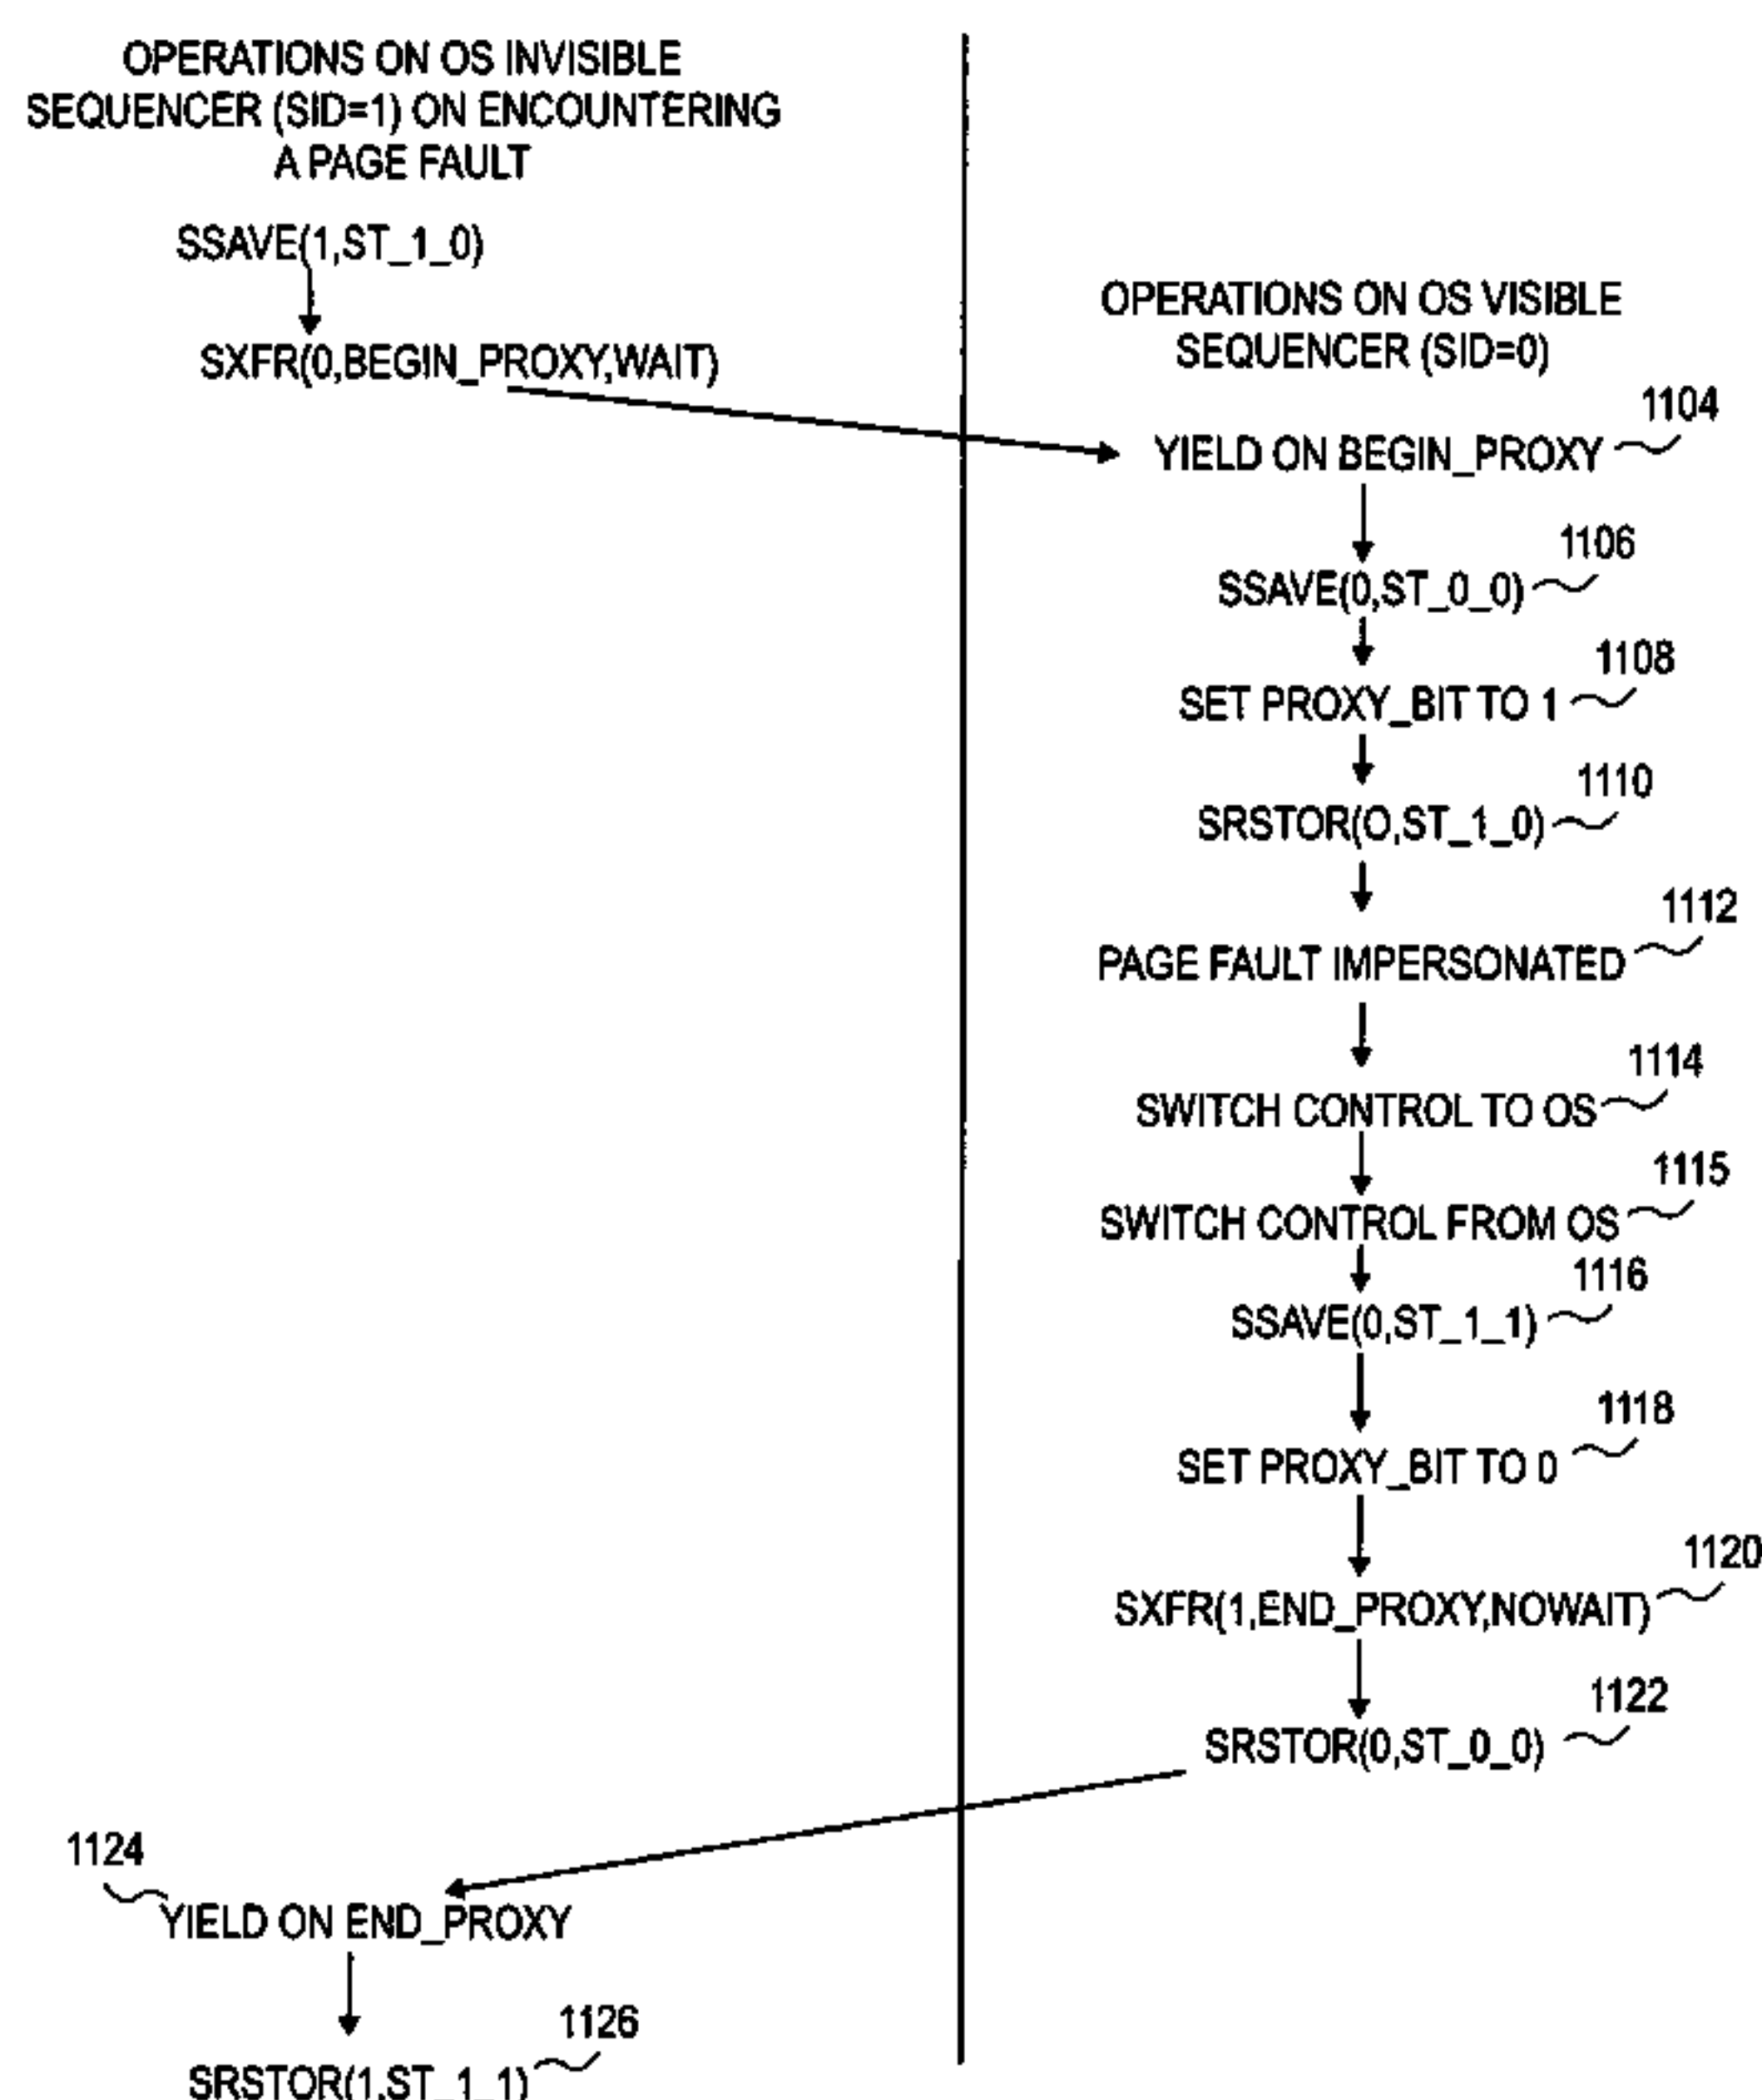 OPERATIONS ON OS INVISIBLE
SEQUENCER (SID=1) ON ENCOUNTERING
A PAGE FAULT
SSAVE(1,ST_1_0)
SXFR(0,BEGIN_PROXY,WAIT)
OPERATIONS ON OS VISIBLE
SEQUENCER (SID=0)
1104
YIELD ON BEGIN_PROXY
1106
SSAVE(0,ST_0_0)
1108
SET PROXY_BIT TO 1
1110
SRSTOR(O,ST_1_0)
1112
PAGE FAULT IMPERSONATED
1114
SWITCH CONTROL TO OS
1115
SWITCH CONTROL FROM OS
1116
SSAVE(0,ST_1_1)
1118
SET PROXY_BIT TO 0
1120
SXFR(1,END_PROXY,NOWAIT)
1122
SRSTOR(0,ST_0_0)
1124
YIELD ON END_PROXY
1126
SRSTOR(1,ST_1_1)